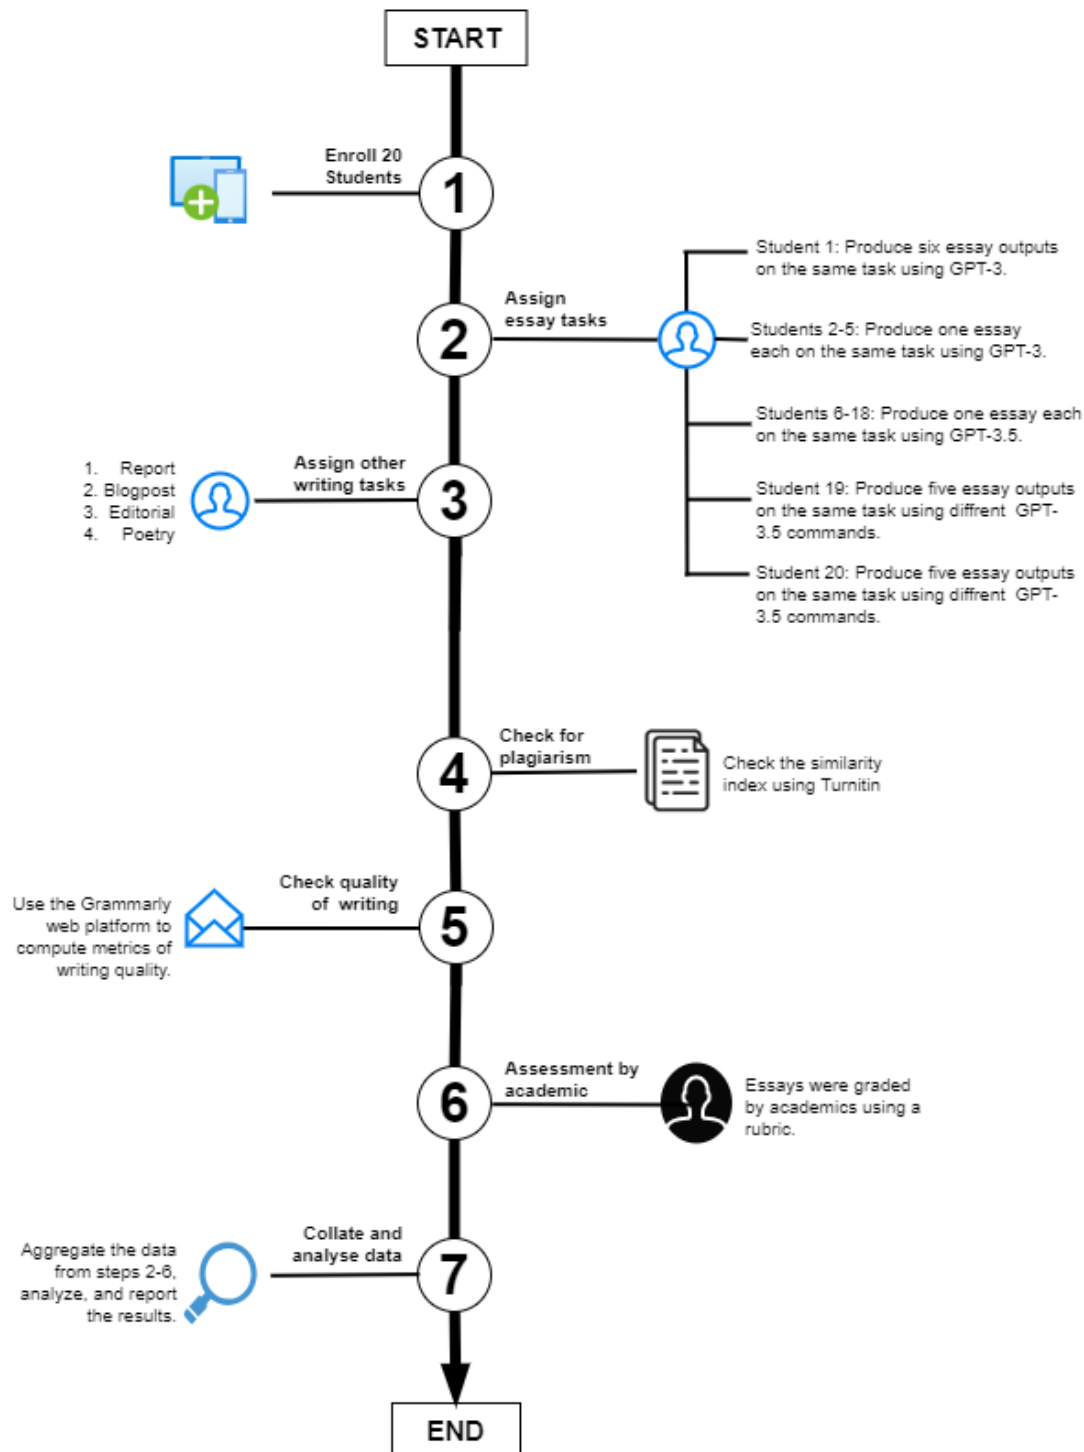 START
Enroll 20
Students
1
Student 1: Produce six essay outputs
on the same task using GPT-3.
Assign
essay tasks
2
Students 2-5: Produce one essay
each on the same task using GPT-3.
Students 6-18: Produce one essay each
on the same task using GPT-3.5.
Student 19: Produce five essay outputs
on the same task using diffrent GPT-
3.5 commands.
Student 20: Produce five essay outputs
on the same task using diffrent GPT-
3.5 commands.
1. Report
2. Blogpost
3. Editorial
4. Poetry
Assign other
writing tasks
3
4
Check for
plagiarism
Check the similarity
index using Turnitin
Use the Grammarly
web platform to
compute metrics of
writing quality.
Check quality
of writing
5
6
Assessment by
academic
Essays were graded
by academics using a
rubric.
Aggregate the data
from steps 2-6,
analyze, and report
the results.
Collate and
analyse data
7
END